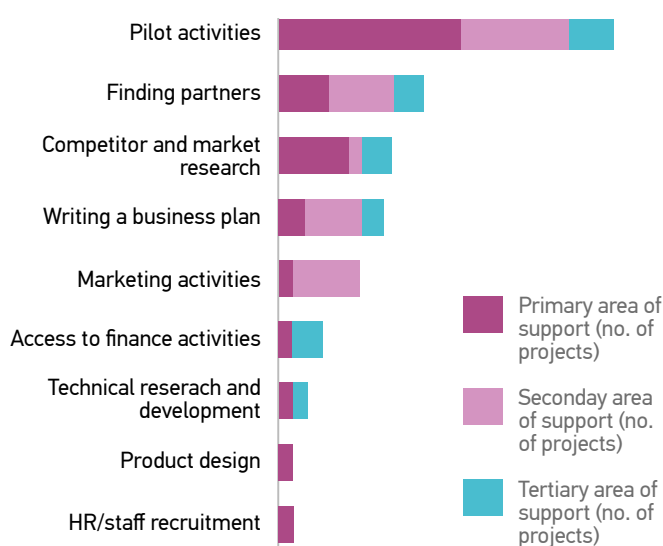 Pilot activities
Finding partners
Competitor and market
research
Writing a business plan
Marketing activities
Access to finance activities
Technical reserach and
development
Product design
HR/staff recruitment
Primary area of
support (no. of
projects)
Seconday area
of support (no.
of projects)
Tertiary area of
support (no. of
projects)